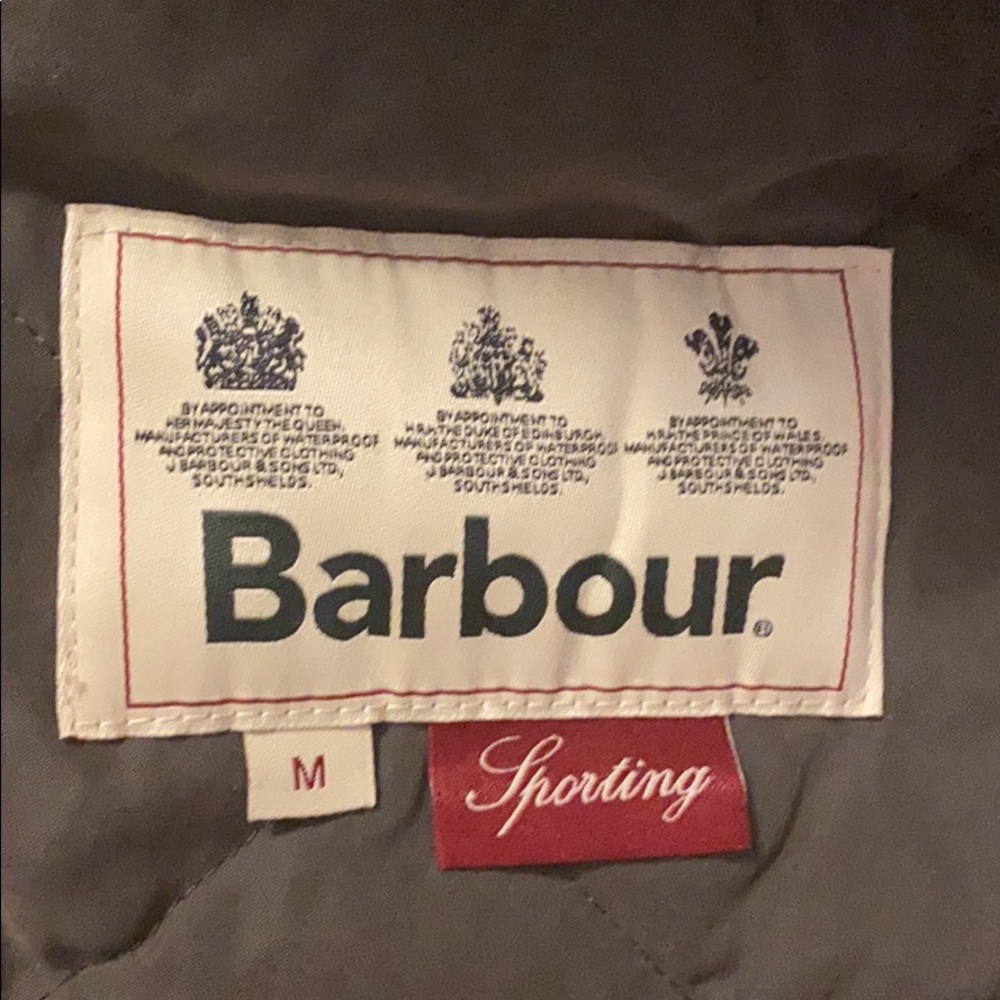 BY APPOINTMENT TO
HER MAJESTY THE QUEEN,
MANUFACTURERS OF WATERPROOF
AND PROTECTIVE CLOTHING
J. BARBOUR & SONS LTD,
SOUTH SHIELDS.
BY APPOINTMENT TO
H.R.H. THE DUKE OF EDINBURGH
MANUFACTURERS OF WATERPROOF
AND PROTECTIVE CLOTHING
J. BARBOUR & SONS LTD,
SOUTH SHIELDS.
BY APPOINTMENT TO
H.R.H. THE PRINCE OF WALES
MANUFACTURERS OF WATERPROOF
AND PROTECTIVE CLOTHING
J. BARBOUR & SONS LTD,
SOUTH SHIELDS.
Barbour®
M
Sporting